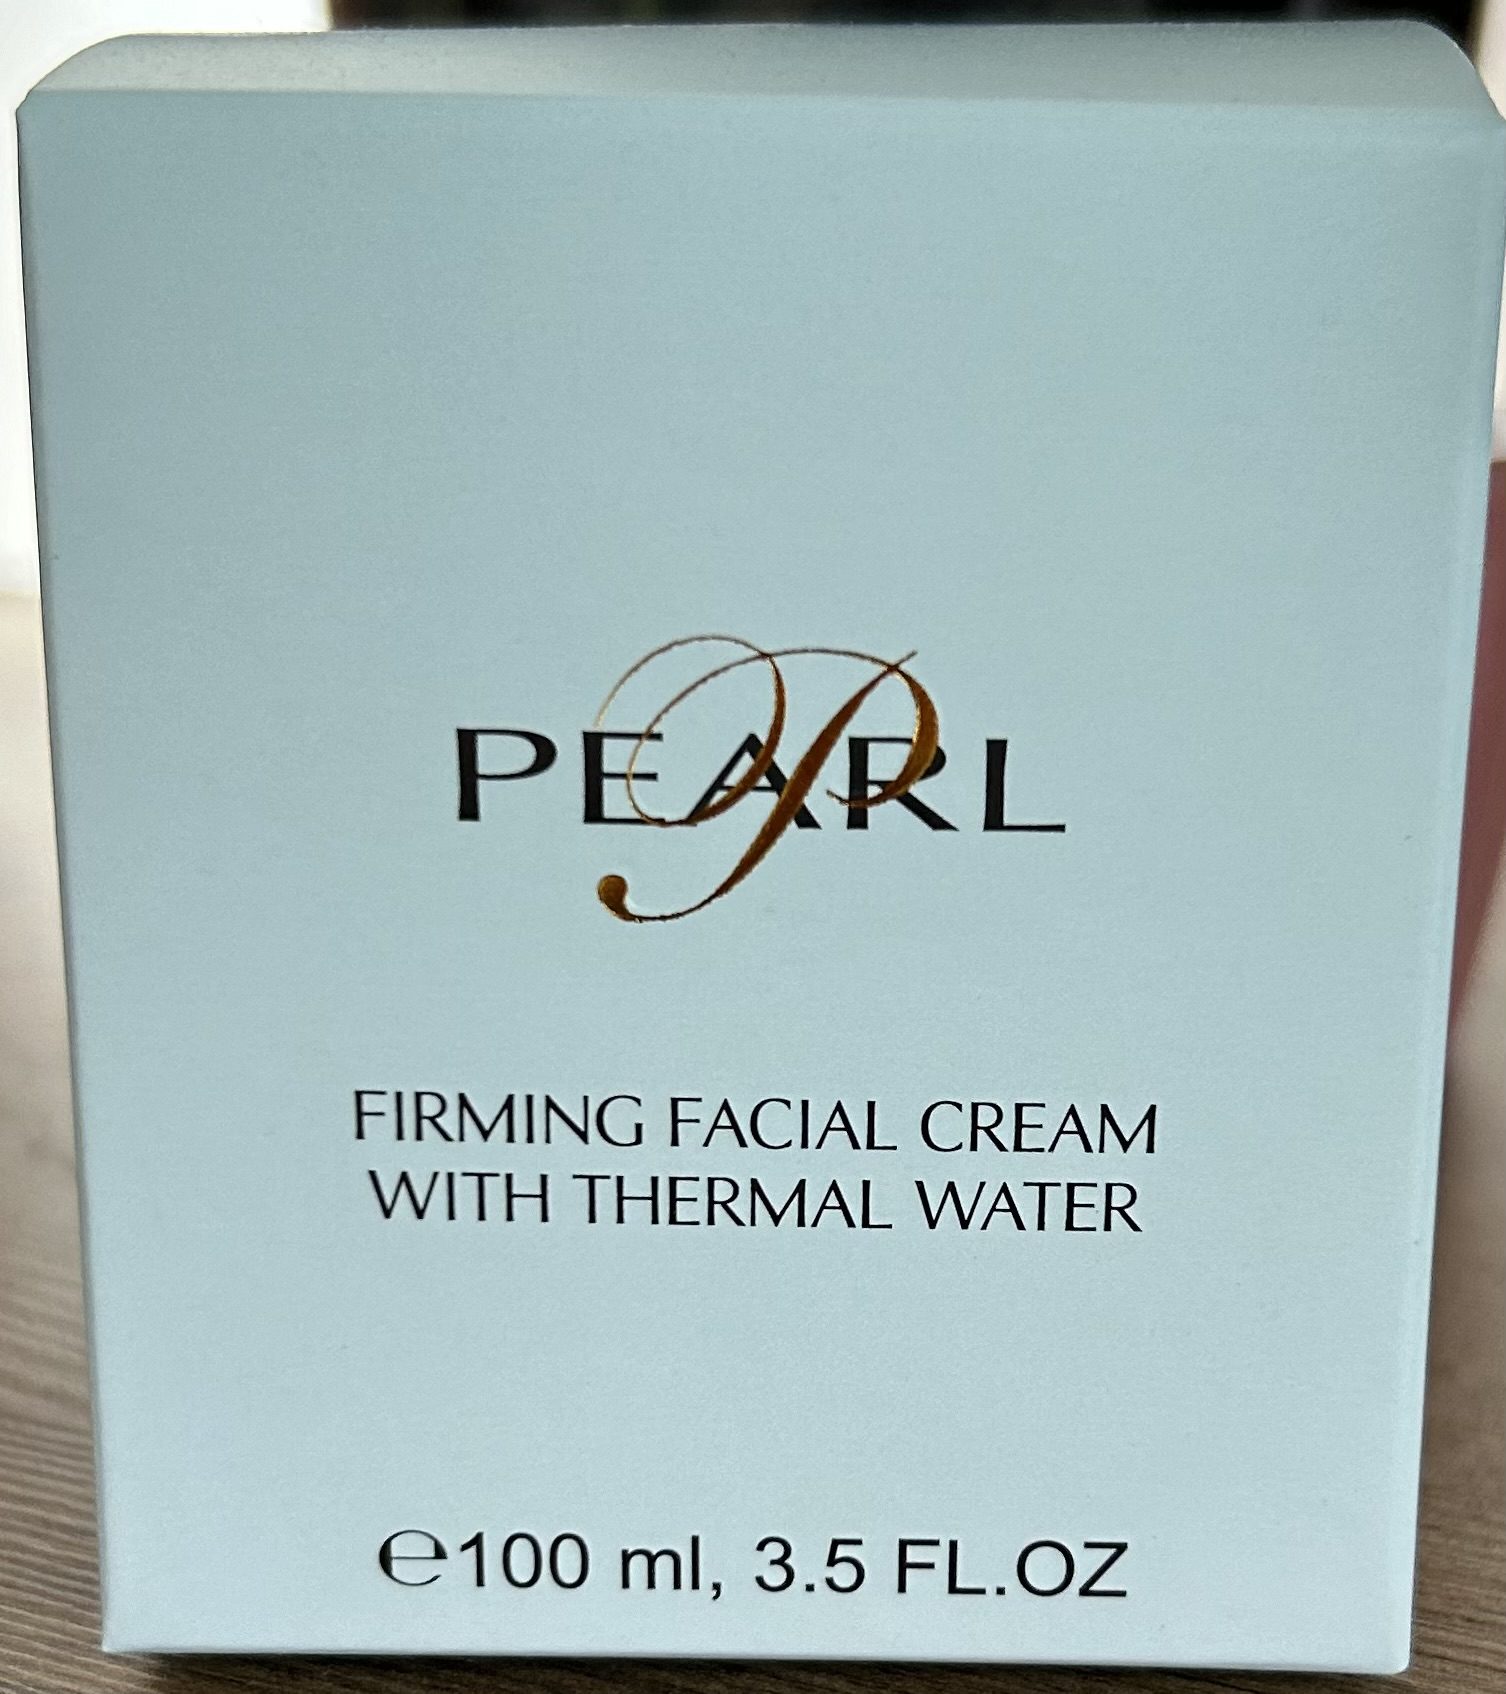 PEARL
P
FIRMING FACIAL CREAM
WITH THERMAL WATER
℮100 ml, 3.5 FL.OZ